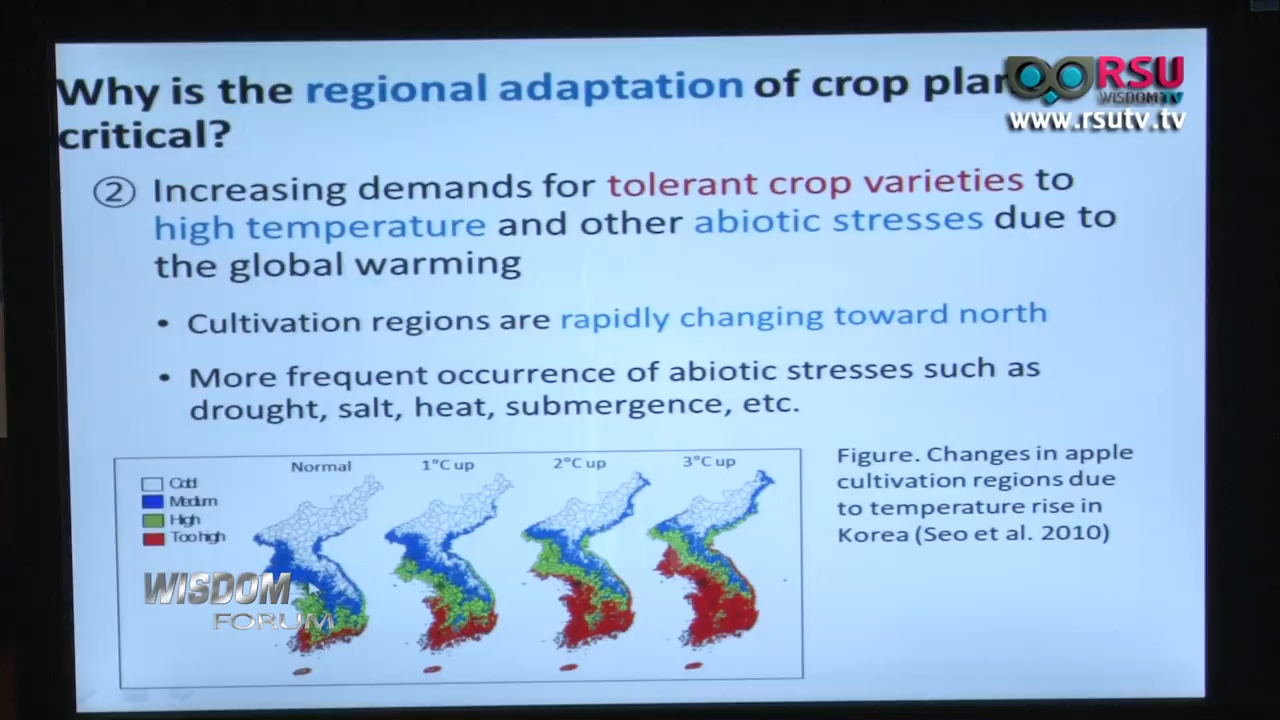 Why is the regional adaptation of crop plan
critical?
RSU
WISDOMTV
www.rsutv.tv
② Increasing demands for tolerant crop varieties to
high temperature and other abiotic stresses due to
the global warming
• Cultivation regions are rapidly changing toward north
• More frequent occurrence of abiotic stresses such as
drought, salt, heat, submergence, etc.
Normal 1°C up 2°C up 3°C up
Cold
Medium
High
Too high
Figure. Changes in apple
cultivation regions due
to temperature rise in
Korea (Seo et al. 2010)
WISDOM
FORUM